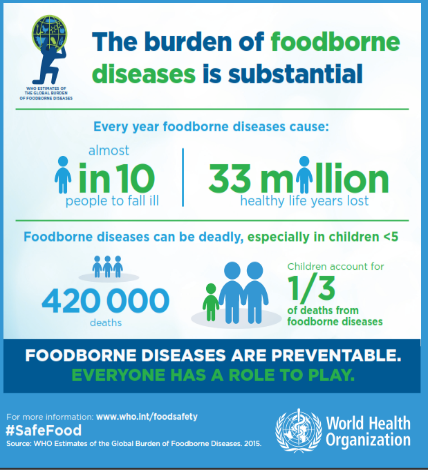 The burden of foodborne
diseases is substantial
WHO ESTIMATES OF
THE GLOBAL BURDEN
OF FOODBORNE DISEASES
Every year foodborne diseases cause:
almost
in 10
people to fall ill
33 million
healthy life years lost
Foodborne diseases can be deadly, especially in children <5
420 000
deaths
Children account for
1/3
of deaths from
foodborne diseases
FOODBORNE DISEASES ARE PREVENTABLE.
EVERYONE HAS A ROLE TO PLAY.
For more information: www.who.int/foodsafety
#SafeFood
Source: WHO Estimates of the Global Burden of Foodborne Diseases. 2015.
World Health
Organization